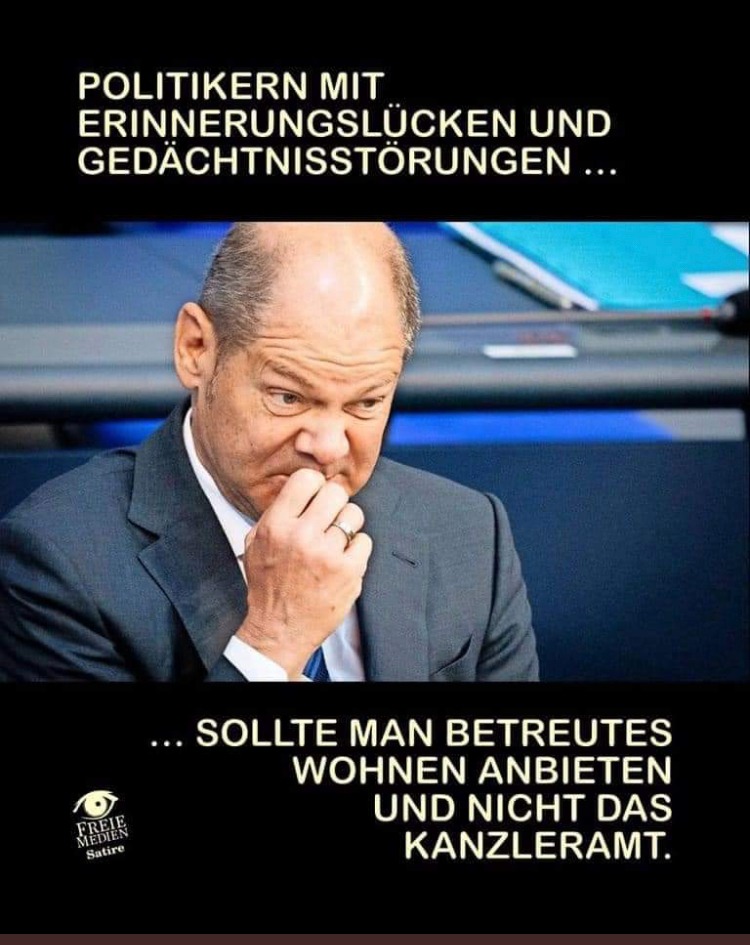 POLITIKERN MIT
ERINNERUNGSLÜCKEN UND
GEDÄCHTNISSTÖRUNGEN ...
... SOLLTE MAN BETREUTES
WOHNEN ANBIETEN
UND NICHT DAS
KANZLERAMT.
FREIE
MEDIEN
Satire